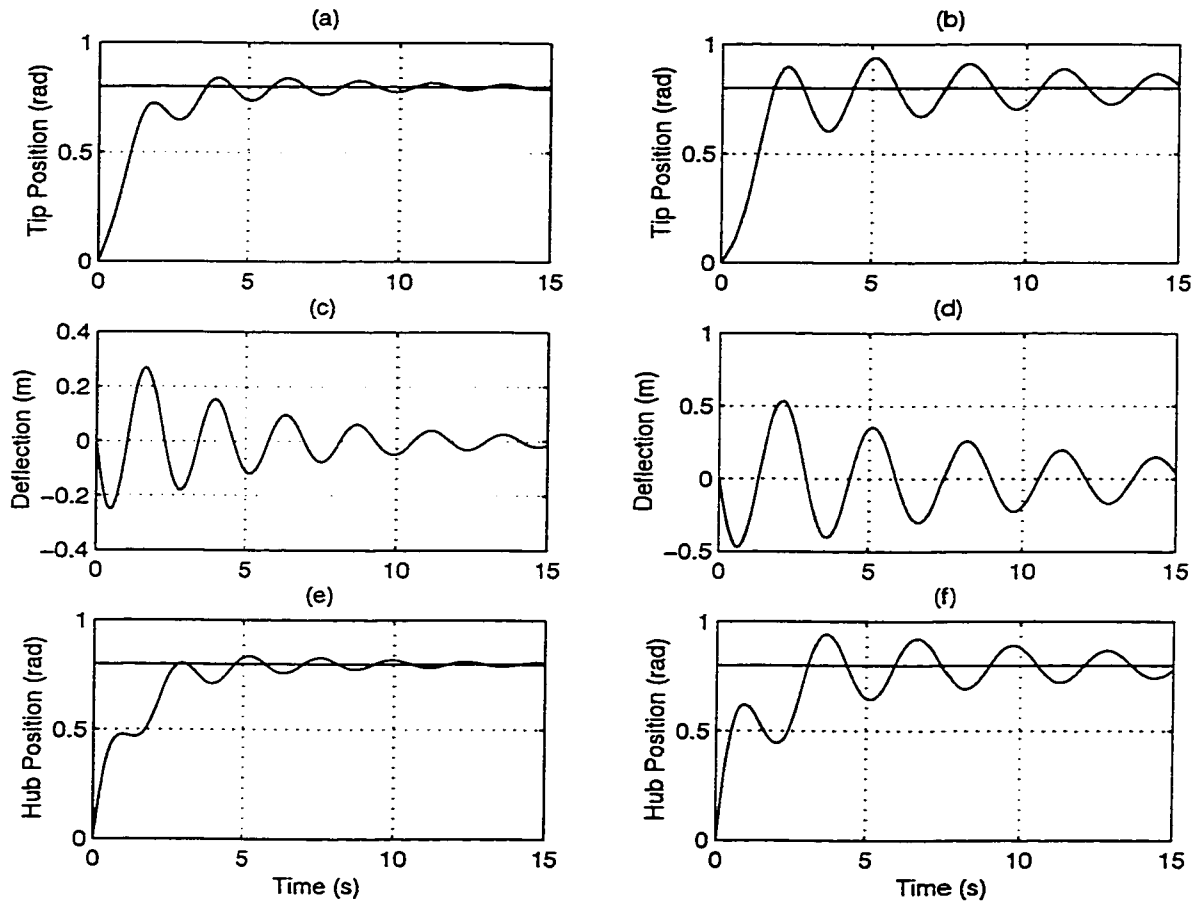 (a)
Tip Position (rad)
1
0.5
0
0 5 10 15
(b)
Tip Position (rad)
1
0.5
0
0 5 10 15
(c)
Deflection (m)
0.4
0.2
0
−0.2
−0.4
0 5 10 15
(d)
Deflection (m)
1
0.5
0
−0.5
0 5 10 15
(e)
Hub Position (rad)
1
0.5
0
0 5 10 15
Time (s)
(f)
Hub Position (rad)
1
0.5
0
0 5 10 15
Time (s)